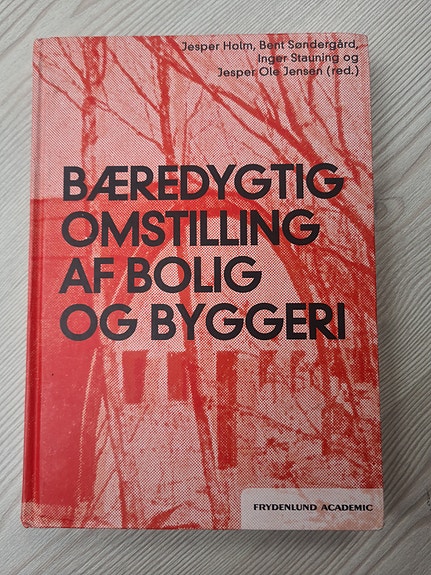 Jesper Holm, Bent Søndergård,
Inger Stauning og
Jesper Ole Jensen (red.)
BÆREDYGTIG
OMSTILLING
AF BOLIG
OG BYGGERI
FRYDENLUND ACADEMIC